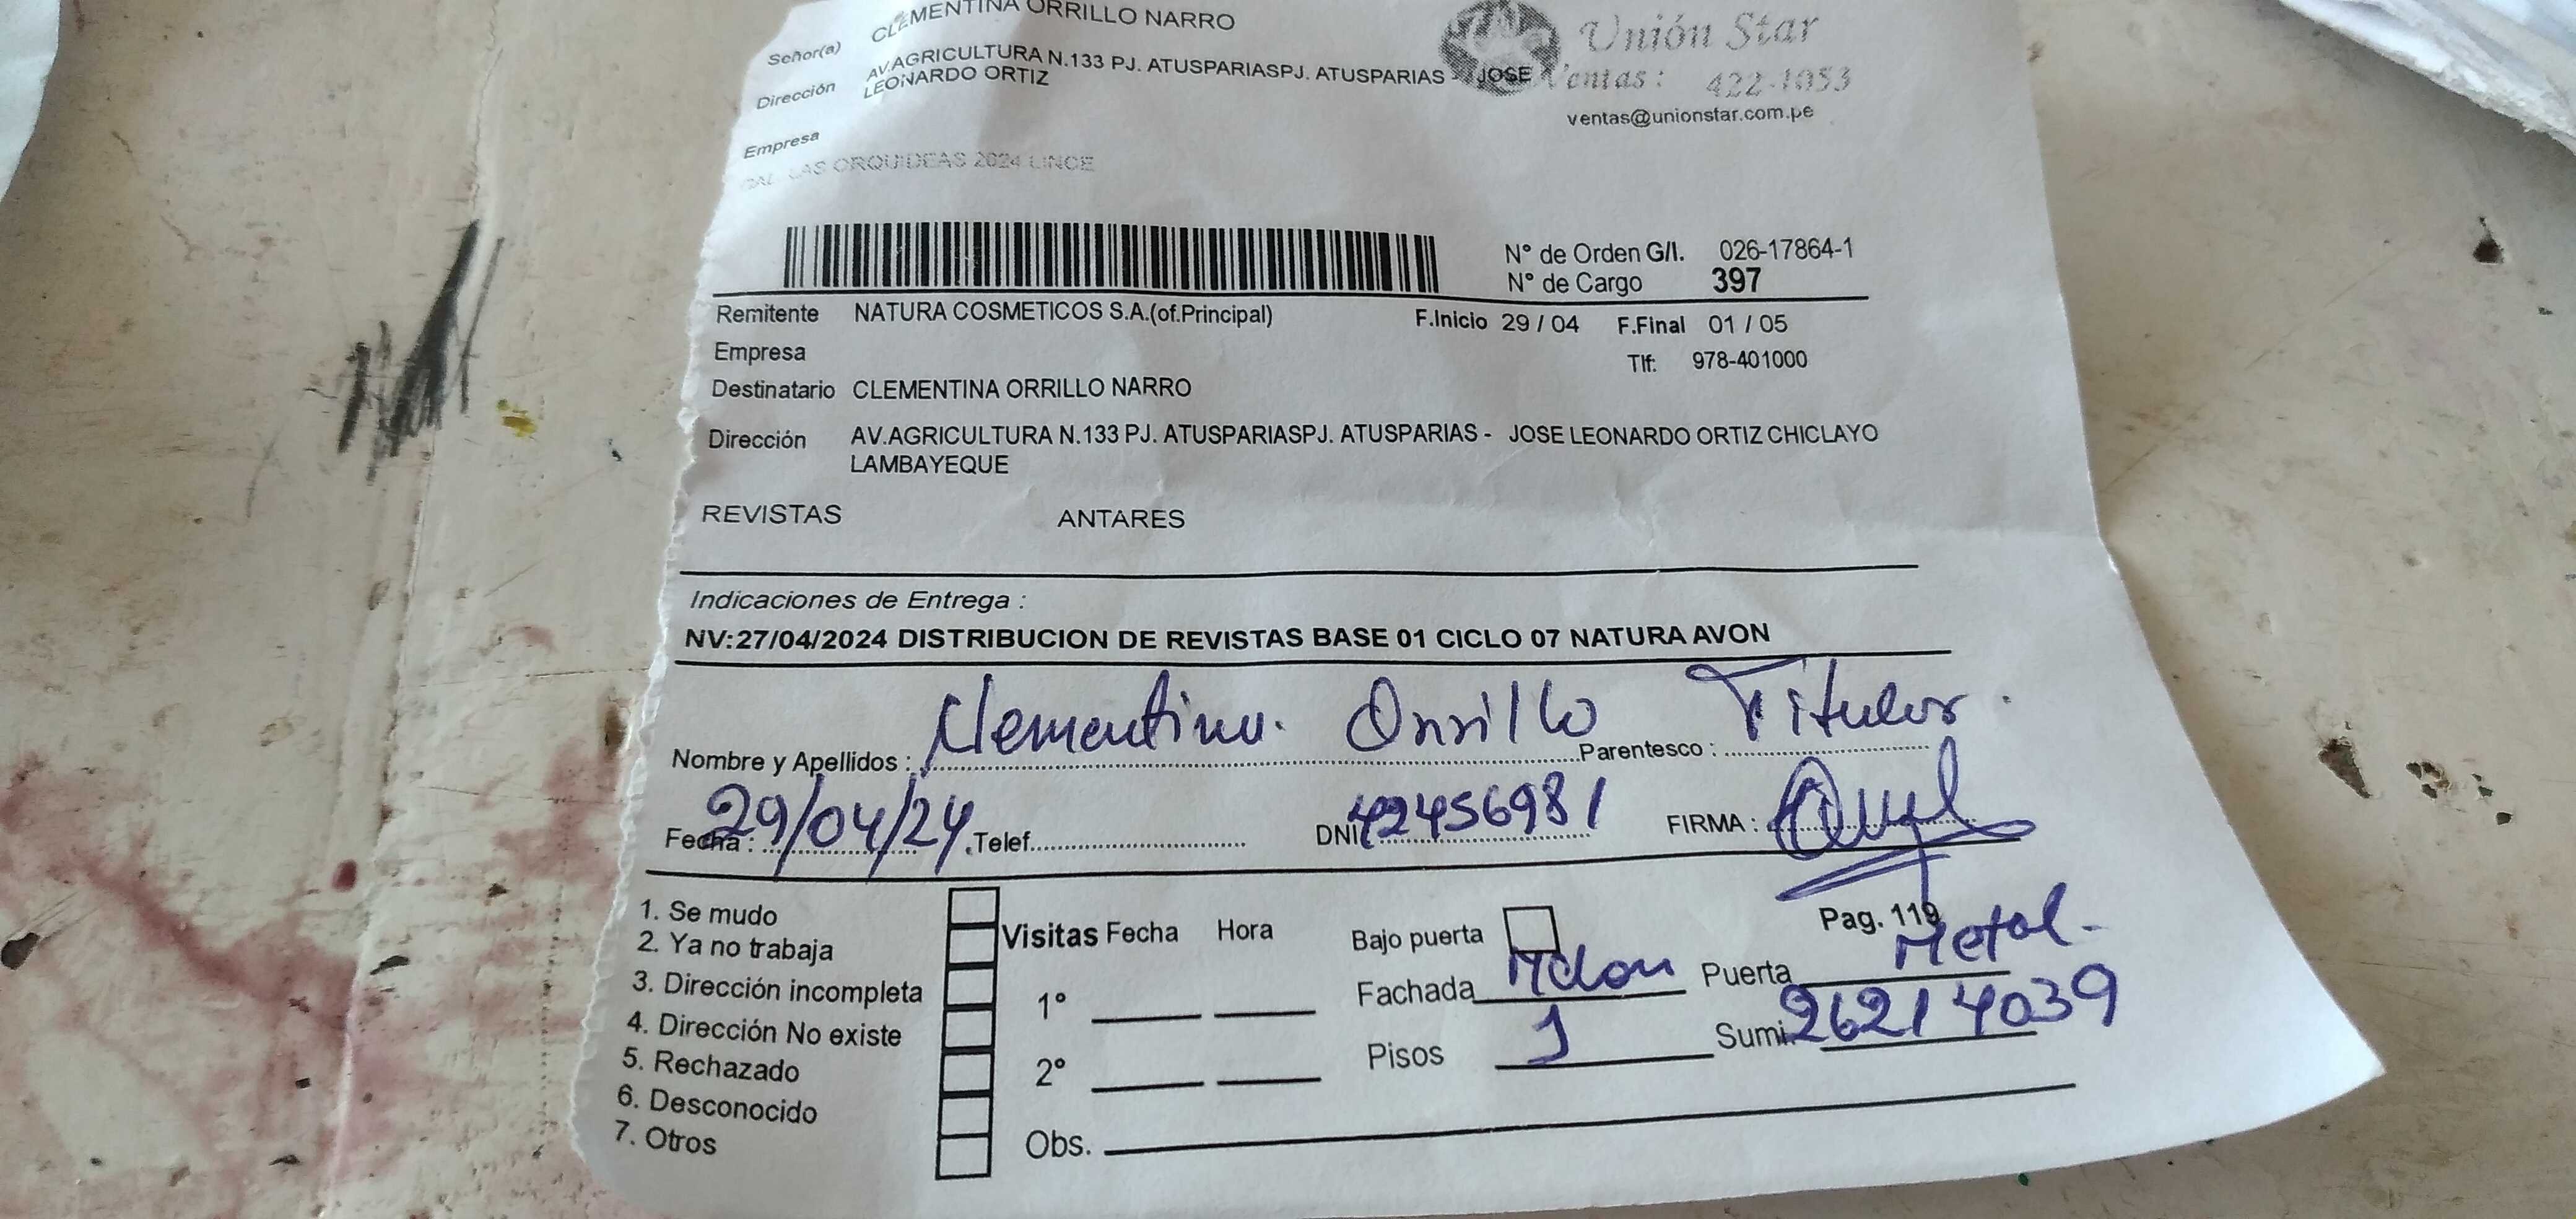 Señor(a) CLEMENTINA ORRILLO NARRO
Unión Star
Dirección AV.AGRICULTURA N.133 PJ. ATUSPARIASPJ. ATUSPARIAS - JOSE
LEONARDO ORTIZ
Ventas: 422-1053
ventas@unionstar.com.pe
Empresa
CAL. LAS ORQUIDEAS 2024 LINCE
N° de Orden G/I. 026-17864-1
N° de Cargo 397
Remitente NATURA COSMETICOS S.A.(of.Principal) F.Inicio 29 / 04 F.Final 01 / 05
Empresa Tlf: 978-401000
Destinatario CLEMENTINA ORRILLO NARRO
Dirección AV.AGRICULTURA N.133 PJ. ATUSPARIASPJ. ATUSPARIAS - JOSE LEONARDO ORTIZ CHICLAYO
LAMBAYEQUE
REVISTAS ANTARES
Indicaciones de Entrega :
NV:27/04/2024 DISTRIBUCION DE REVISTAS BASE 01 CICLO 07 NATURA AVON
Nombre y Apellidos : Clementina. Orrillo Parentesco : Titular.
Fecha : 29/04/24 .Telef. DNI 42456981 FIRMA :
1. Se mudo
2. Ya no trabaja
3. Dirección incompleta
4. Dirección No existe
5. Rechazado
6. Desconocido
7. Otros
Visitas Fecha Hora
1°
2°
Obs.
Bajo puerta Pag. 119
Fachada Puerta Metal.
Pisos 1 Sumi. 26214039